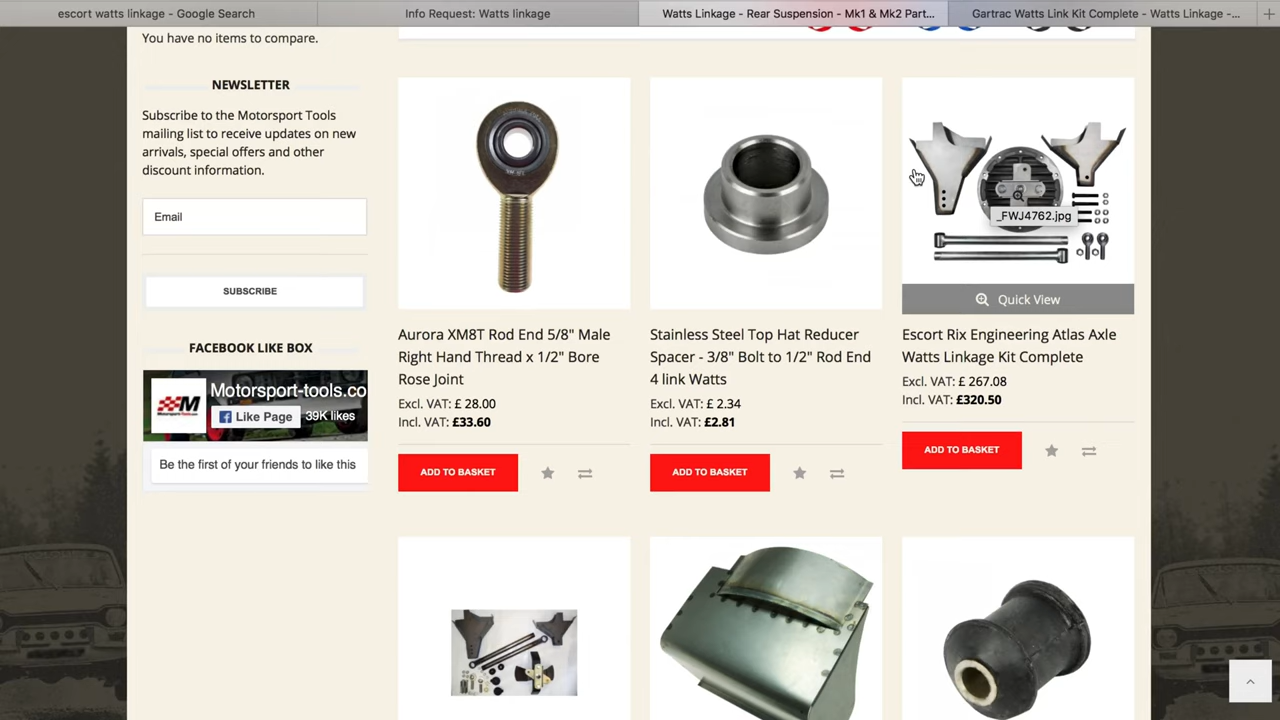 escort watts linkage - Google Search
Info Request: Watts linkage
Watts Linkage - Rear Suspension - Mk1 & Mk2 Part...
Gartrac Watts Link Kit Complete - Watts Linkage -...
You have no items to compare.
NEWSLETTER
Subscribe to the Motorsport Tools
mailing list to receive updates on new
arrivals, special offers and other
discount information.
Email
SUBSCRIBE
FACEBOOK LIKE BOX
Motorsport-tools.co
Like Page
39K likes
Be the first of your friends to like this
Aurora XM8T Rod End 5/8" Male
Right Hand Thread x 1/2" Bore
Rose Joint
Excl. VAT: £ 28.00
Incl. VAT: £33.60
ADD TO BASKET
Stainless Steel Top Hat Reducer
Spacer - 3/8" Bolt to 1/2" Rod End
4 link Watts
Excl. VAT: £ 2.34
Incl. VAT: £2.81
ADD TO BASKET
_FWJ4762.jpg
Quick View
Escort Rix Engineering Atlas Axle
Watts Linkage Kit Complete
Excl. VAT: £ 267.08
Incl. VAT: £320.50
ADD TO BASKET